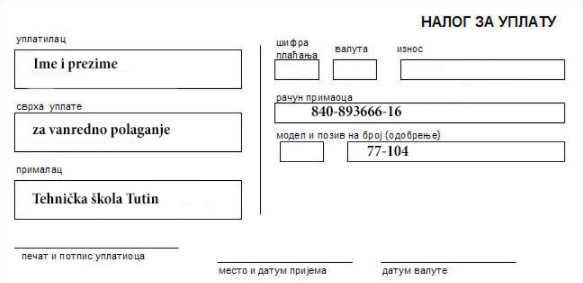 НАЛОГ ЗА УПЛАТУ
уплатилац
Ime i prezime
сврха уплате
za vanredno polaganje
прималац
Tehnička škola Tutin
шифра плаћања
валута
износ
рачун примаоца
840-893666-16
модел и позив на број (одобрење)
77-104
печат и потпис уплатиоца
место и датум пријема
датум валуте